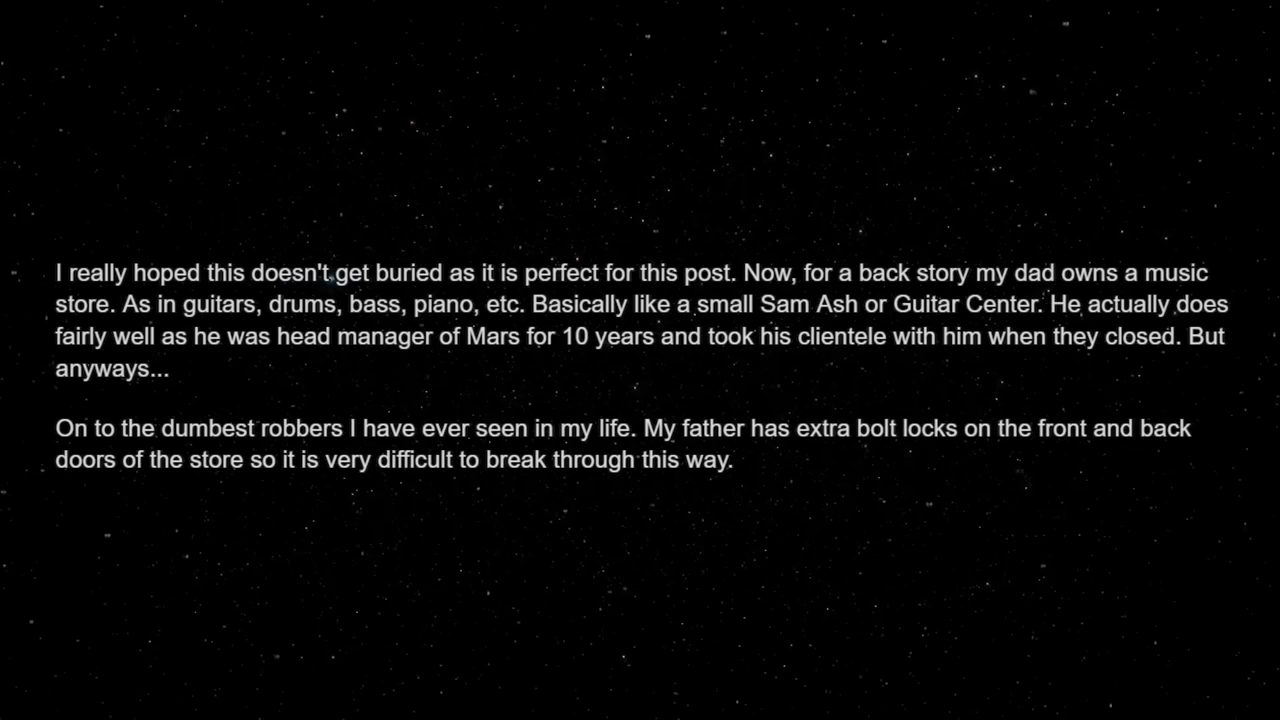 I really hoped this doesn't get buried as it is perfect for this post. Now, for a back story my dad owns a music
store. As in guitars, drums, bass, piano, etc. Basically like a small Sam Ash or Guitar Center. He actually does
fairly well as he was head manager of Mars for 10 years and took his clientele with him when they closed. But
anyways...
On to the dumbest robbers I have ever seen in my life. My father has extra bolt locks on the front and back
doors of the store so it is very difficult to break through this way.